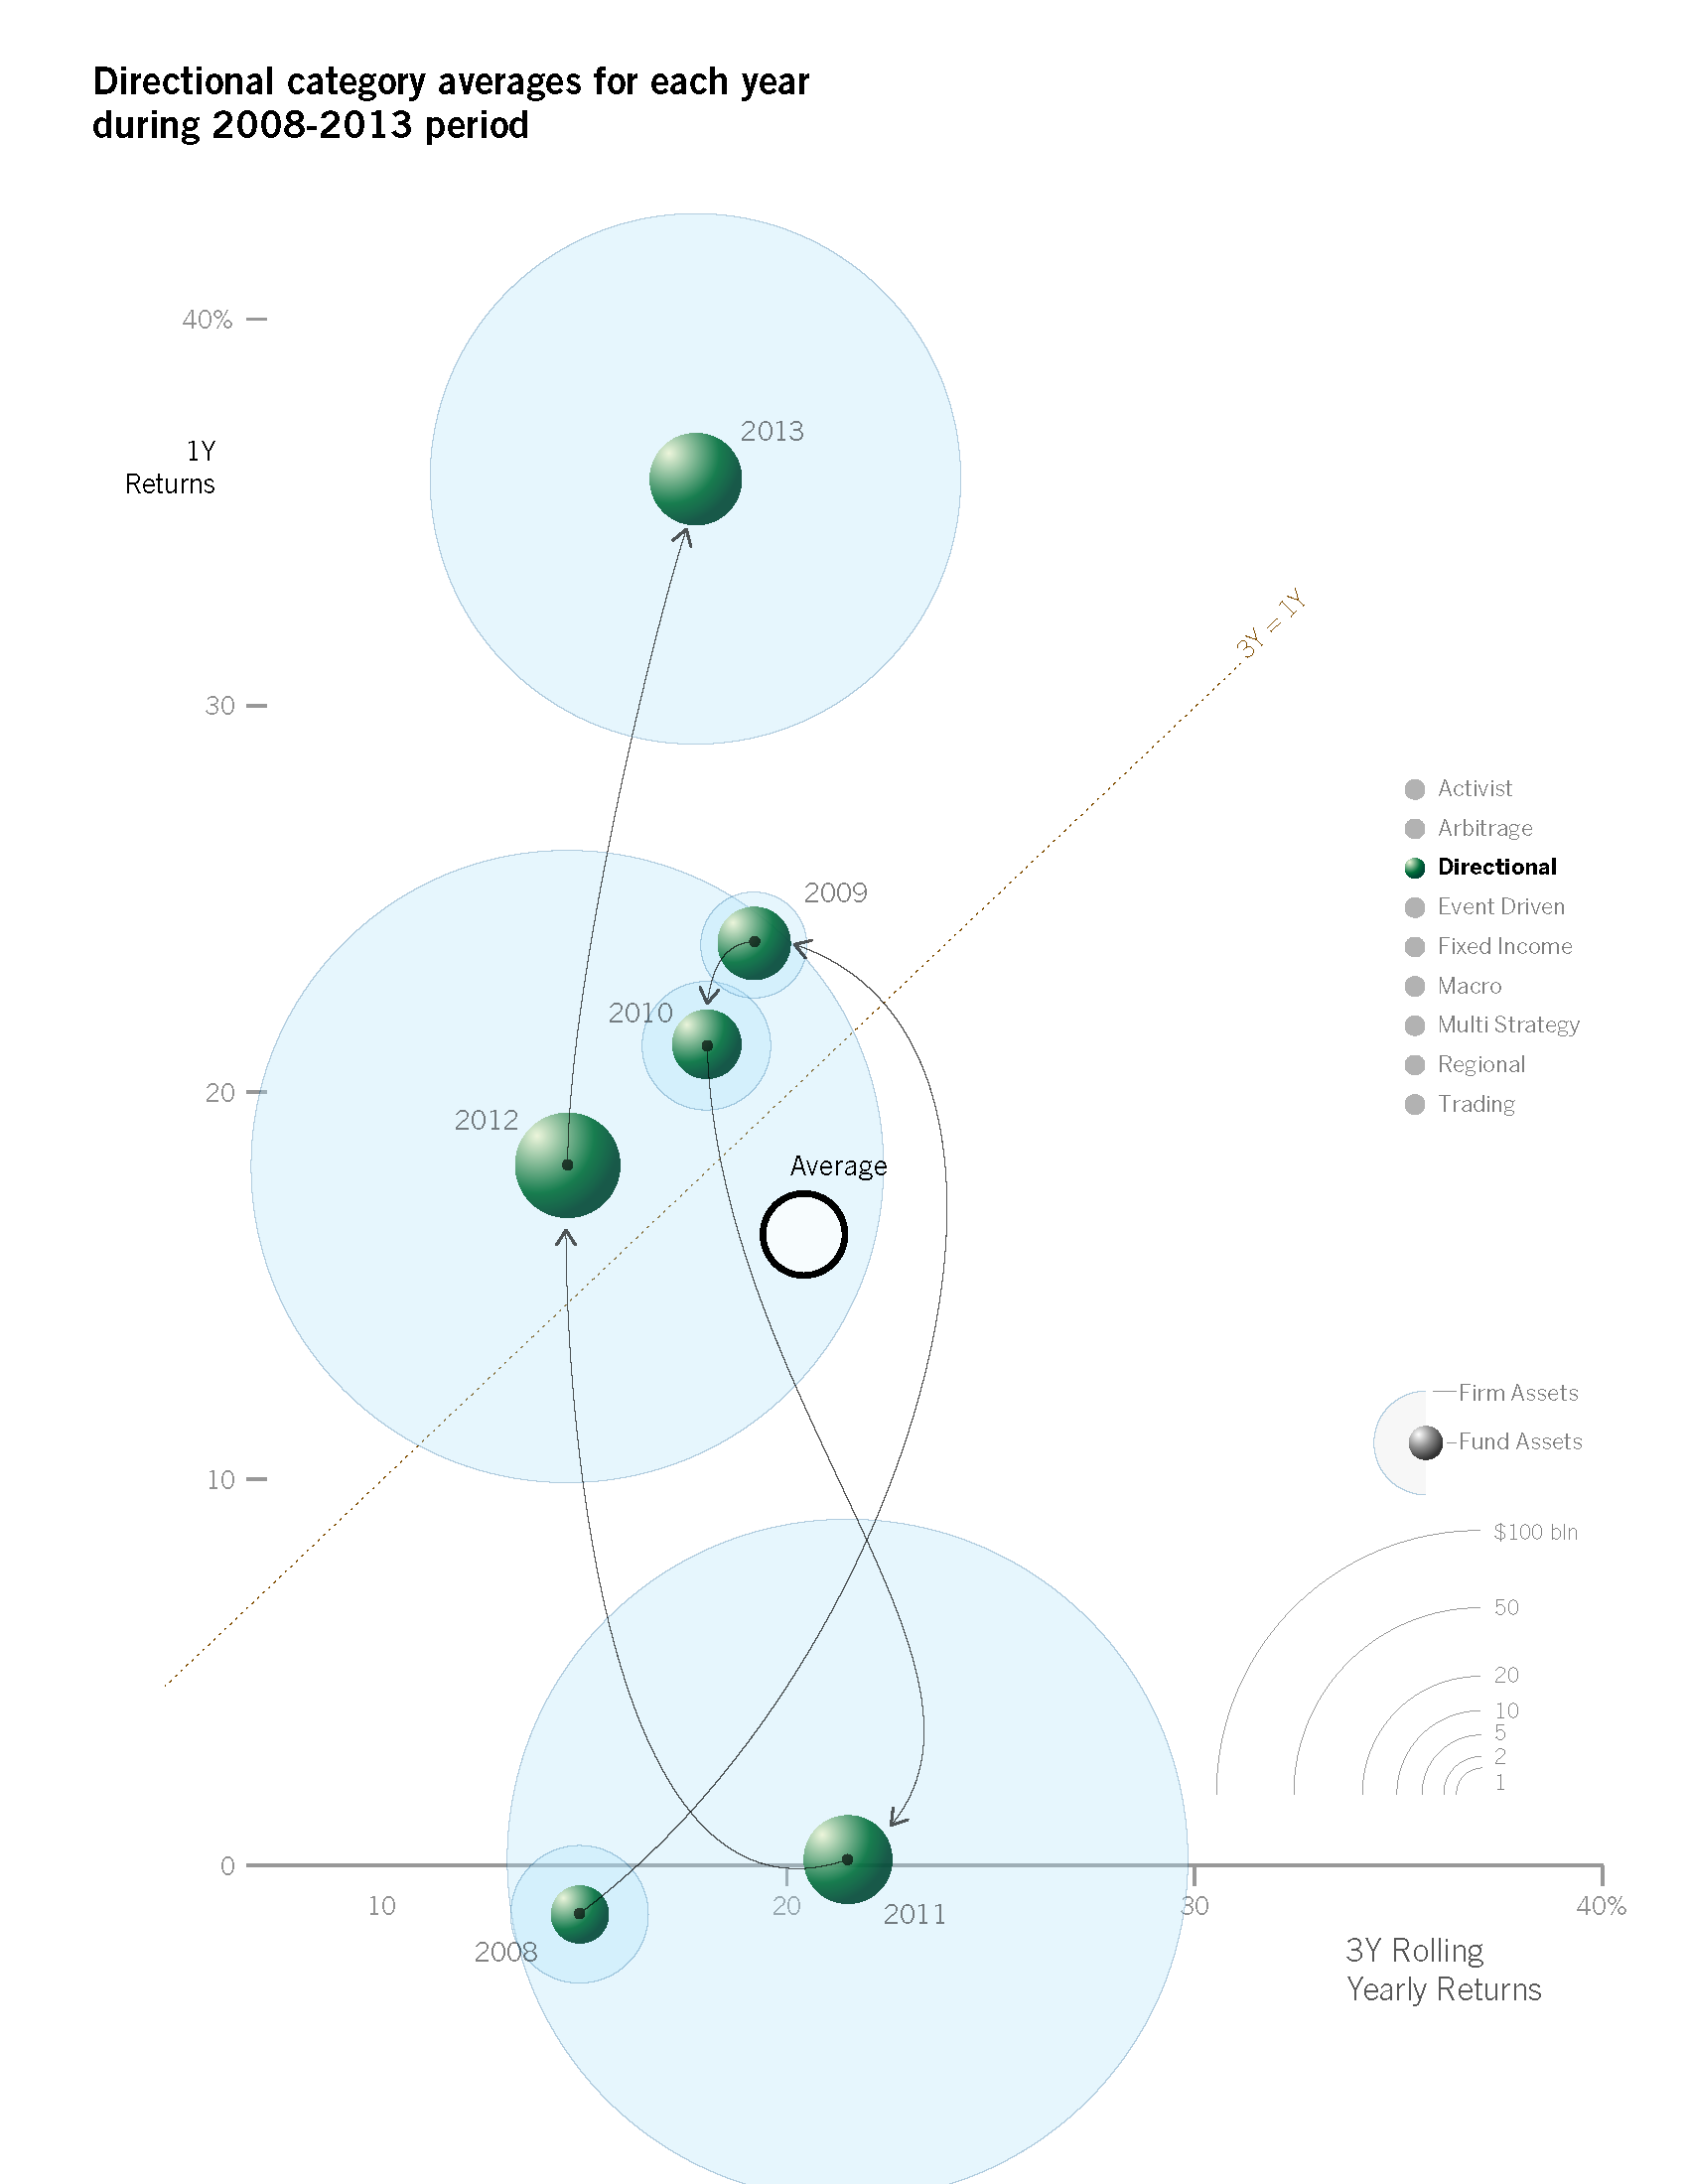 Directional category averages for each year
during 2008-2013 period
40%
2013
1Y
Returns
3Y = 1Y
30
Activist
Arbitrage
Directional
2009
Event Driven
Fixed Income
Macro
2010
Multi Strategy
Regional
20
Trading
2012
Average
Firm Assets
Fund Assets
10
$100 bln
50
20
10
5
2
1
0
10
20
30
40%
2011
2008
3Y Rolling
Yearly Returns